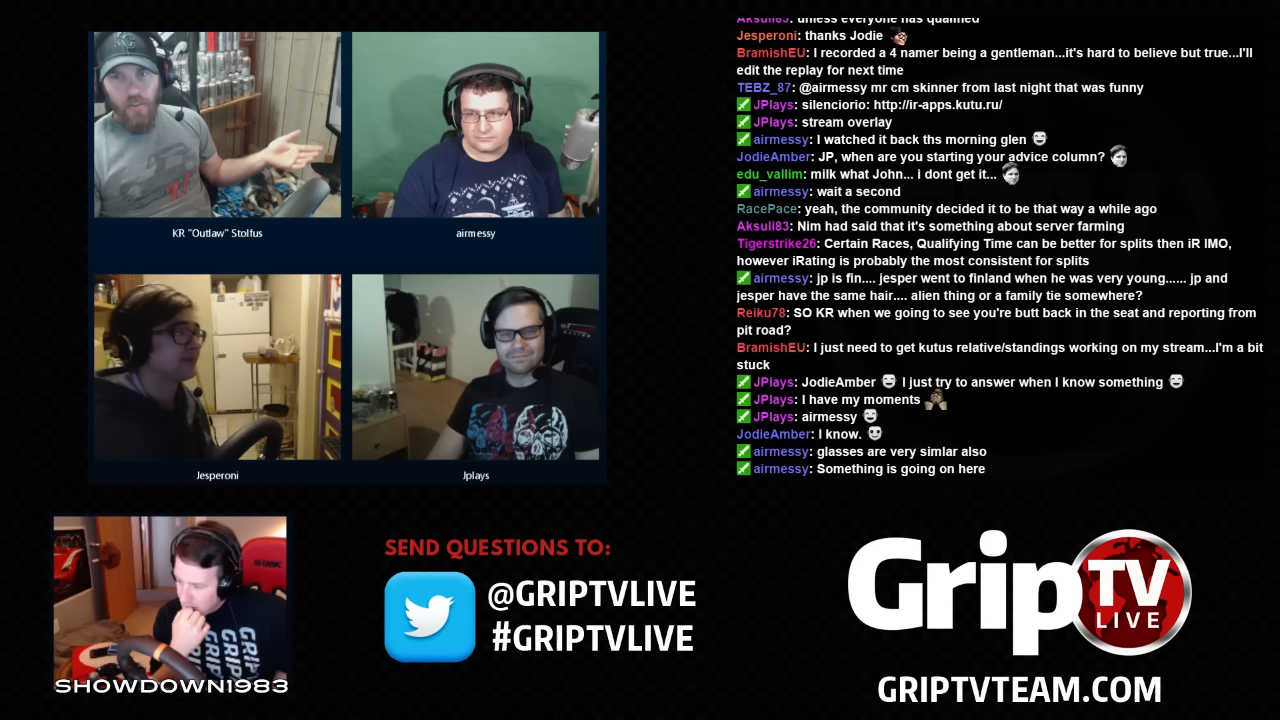 KR "Outlaw" Stolfus
airmessy
Jesperoni
Jplays
SHOWDOWN1983
SEND QUESTIONS TO:
@GRIPTVLIVE
#GRIPTVLIVE
Aksuli83: unless everyone has qualified
Jesperoni: thanks Jodie
BramishEU: I recorded a 4 namer being a gentleman...it's hard to believe but true...I'll
edit the replay for next time
TEBZ_87: @airmessy mr cm skinner from last night that was funny
JPlays: silenciorio: http://ir-apps.kutu.ru/
JPlays: stream overlay
airmessy: I watched it back ths morning glen
JodieAmber: JP, when are you starting your advice column?
edu_vallim: milk what John... i dont get it...
airmessy: wait a second
RacePace: yeah, the community decided it to be that way a while ago
Aksuli83: Nim had said that it's something about server farming
Tigerstrike26: Certain Races, Qualifying Time can be better for splits then iR IMO,
however iRating is probably the most consistent for splits
airmessy: jp is fin.... jesper went to finland when he was very young...... jp and
jesper have the same hair.... alien thing or a family tie somewhere?
Reiku78: SO KR when we going to see you're butt back in the seat and reporting from
pit road?
BramishEU: I just need to get kutus relative/standings working on my stream...I'm a bit
stuck
JPlays: JodieAmber I just try to answer when I know something
JPlays: I have my moments
JPlays: airmessy
JodieAmber: I know.
airmessy: glasses are very simlar also
airmessy: Something is going on here
GripTV
LIVE
GRIPTVTEAM.COM